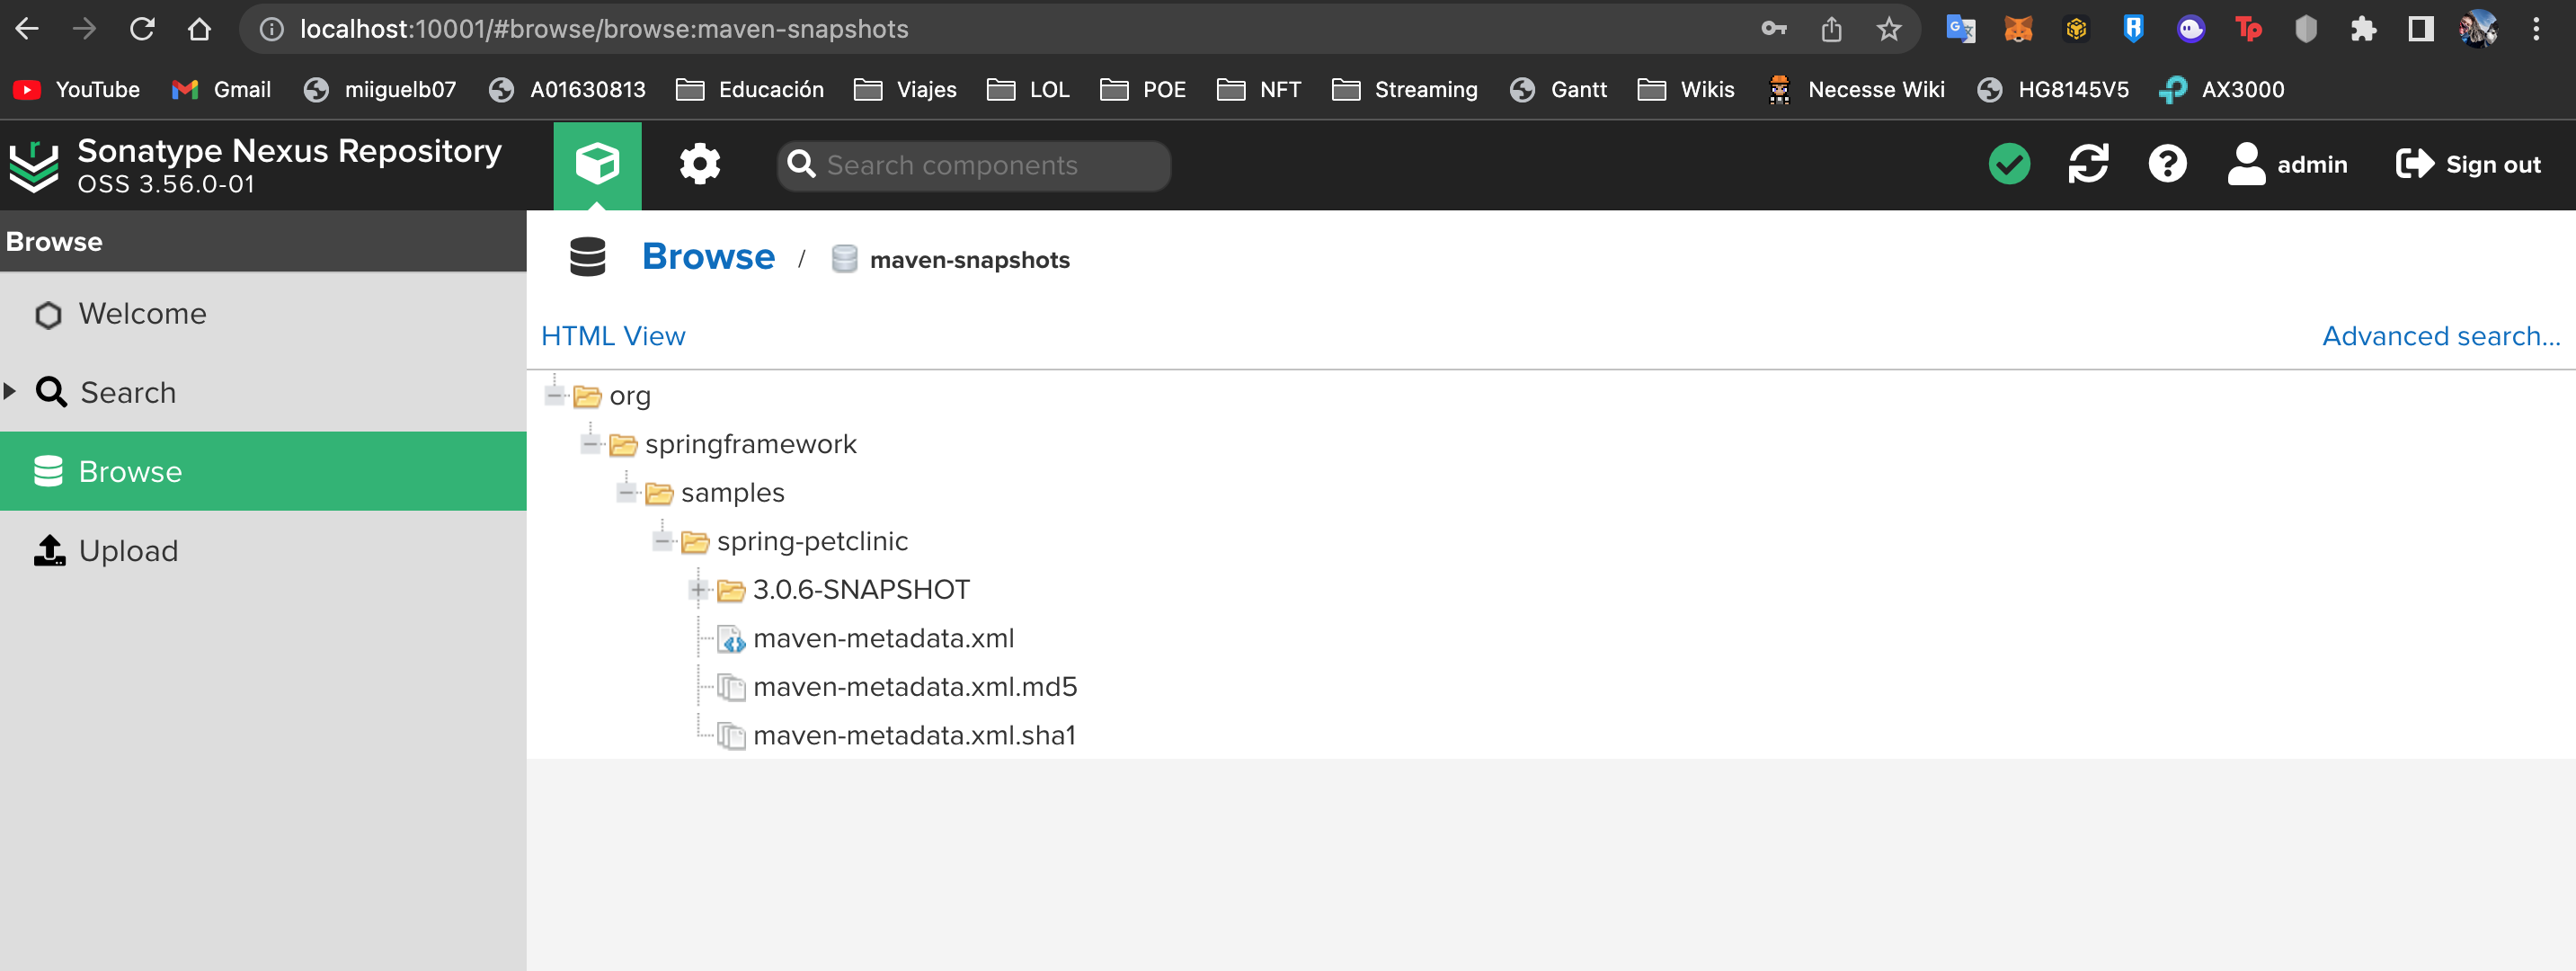 localhost:10001/#browse/browse:maven-snapshots
YouTube Gmail miiguelb07 A01630813 Educación Viajes LOL POE NFT Streaming Gantt Wikis Necesse Wiki HG8145V5 AX3000
Sonatype Nexus Repository
OSS 3.56.0-01
Search components
admin
Sign out
Browse
Welcome
Search
Browse
Upload
Browse / maven-snapshots
HTML View
Advanced search...
org
springframework
samples
spring-petclinic
3.0.6-SNAPSHOT
maven-metadata.xml
maven-metadata.xml.md5
maven-metadata.xml.sha1